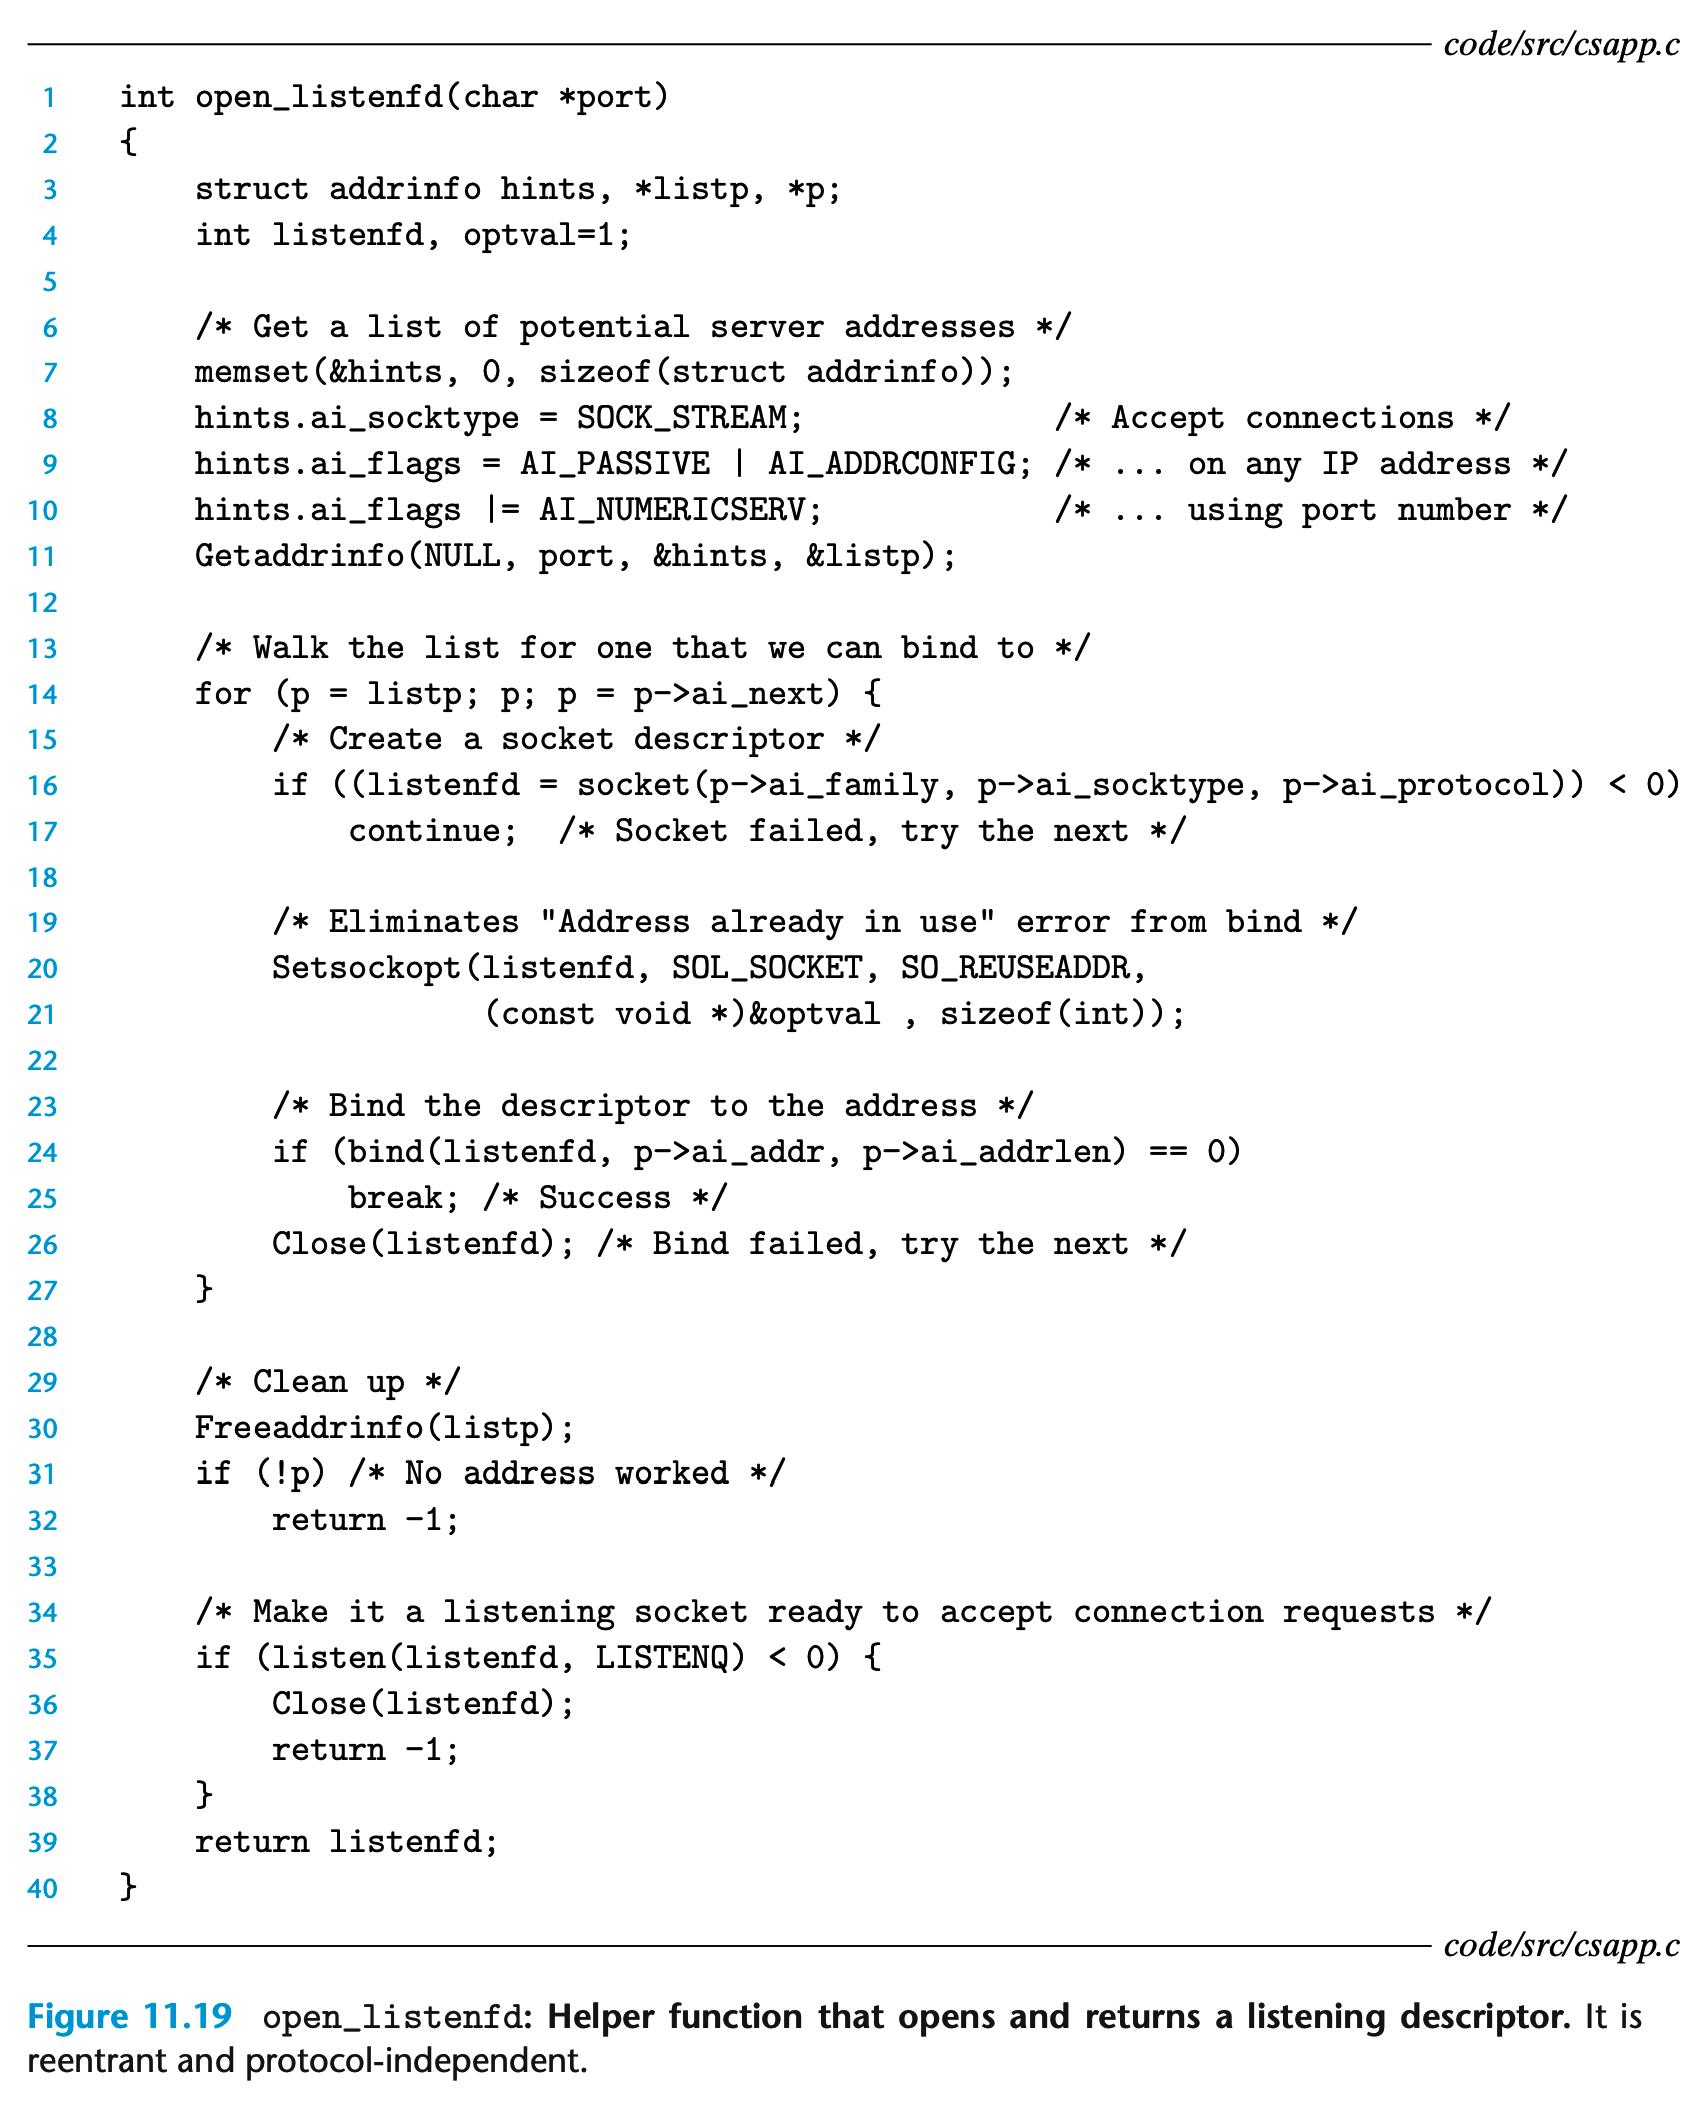 code/src/csapp.c
1 int open_listenfd(char *port)
2 {
3     struct addrinfo hints, *listp, *p;
4     int listenfd, optval=1;
5
6     /* Get a list of potential server addresses */
7     memset(&hints, 0, sizeof(struct addrinfo));
8     hints.ai_socktype = SOCK_STREAM;             /* Accept connections */
9     hints.ai_flags = AI_PASSIVE | AI_ADDRCONFIG; /* ... on any IP address */
10     hints.ai_flags |= AI_NUMERICSERV;            /* ... using port number */
11     Getaddrinfo(NULL, port, &hints, &listp);
12
13     /* Walk the list for one that we can bind to */
14     for (p = listp; p; p = p->ai_next) {
15         /* Create a socket descriptor */
16         if ((listenfd = socket(p->ai_family, p->ai_socktype, p->ai_protocol)) < 0)
17             continue;  /* Socket failed, try the next */
18
19         /* Eliminates "Address already in use" error from bind */
20         Setsockopt(listenfd, SOL_SOCKET, SO_REUSEADDR,
21                    (const void *)&optval , sizeof(int));
22
23         /* Bind the descriptor to the address */
24         if (bind(listenfd, p->ai_addr, p->ai_addrlen) == 0)
25             break; /* Success */
26         Close(listenfd); /* Bind failed, try the next */
27     }
28
29     /* Clean up */
30     Freeaddrinfo(listp);
31     if (!p) /* No address worked */
32         return -1;
33
34     /* Make it a listening socket ready to accept connection requests */
35     if (listen(listenfd, LISTENQ) < 0) {
36         Close(listenfd);
37         return -1;
38     }
39     return listenfd;
40 }
code/src/csapp.c
Figure 11.19 open_listenfd: Helper function that opens and returns a listening descriptor. It is
reentrant and protocol-independent.